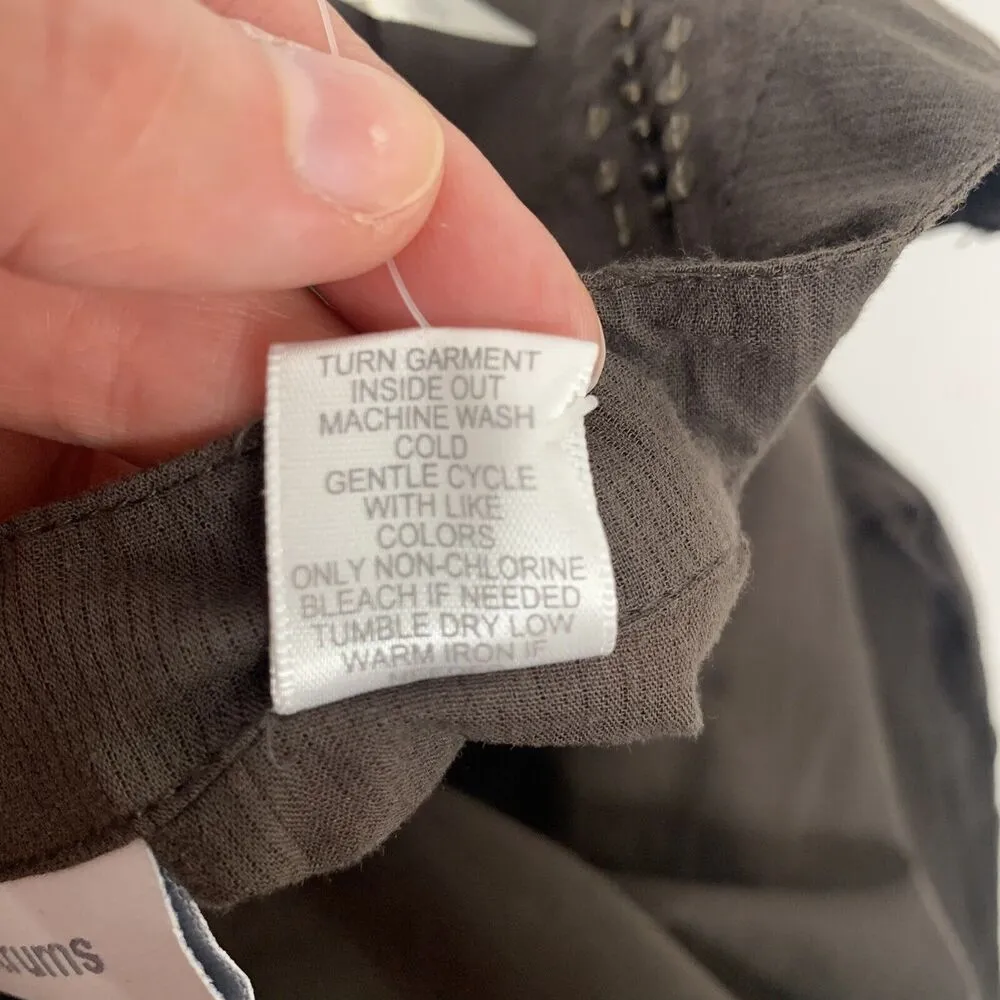 TURN GARMENT
INSIDE OUT
MACHINE WASH
COLD
GENTLE CYCLE
WITH LIKE
COLORS
ONLY NON-CHLORINE
BLEACH IF NEEDED
TUMBLE DRY LOW
WARM IRON IF